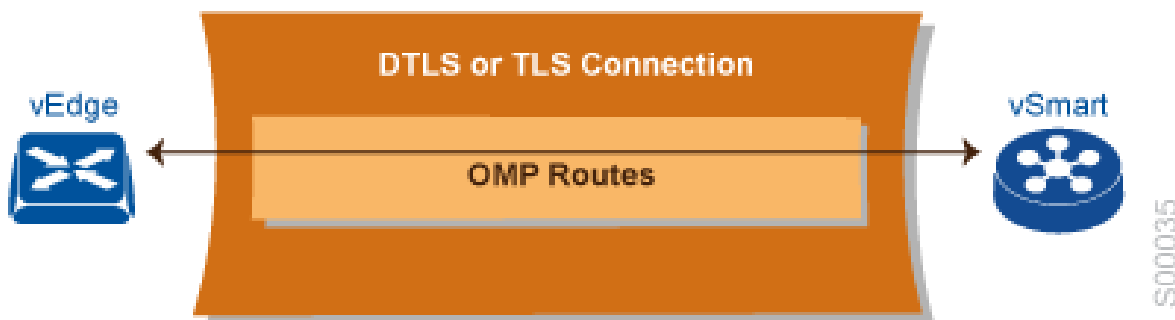 DTLS or TLS Connection
vEdge
vSmart
OMP Routes
S00035